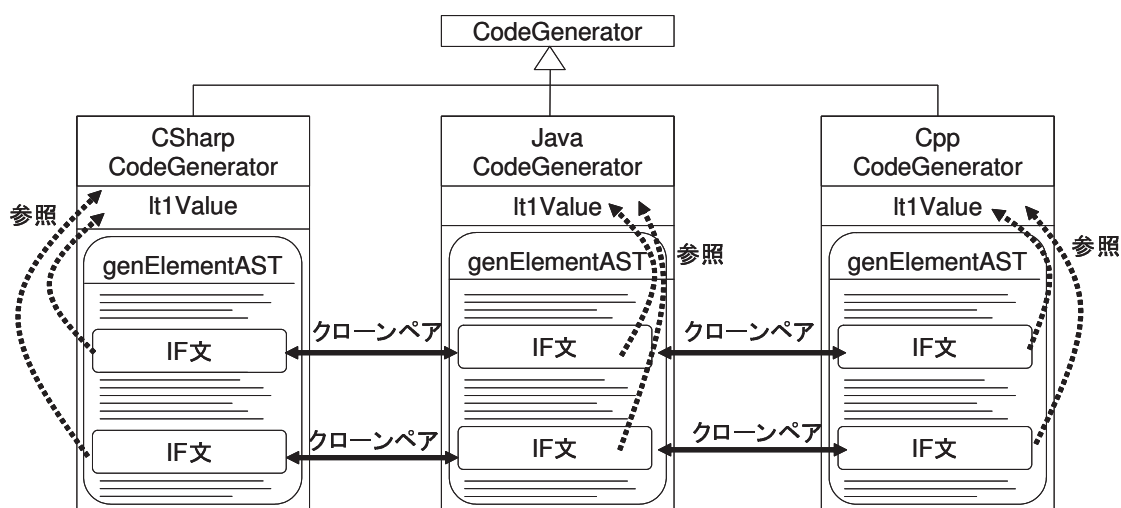 CodeGenerator
CSharp
CodeGenerator
lt1Value
genElementAST
IF文
IF文
参照
Java
CodeGenerator
lt1Value
genElementAST
IF文
IF文
参照
Cpp
CodeGenerator
lt1Value
genElementAST
IF文
IF文
参照
クローンペア
クローンペア
クローンペア
クローンペア